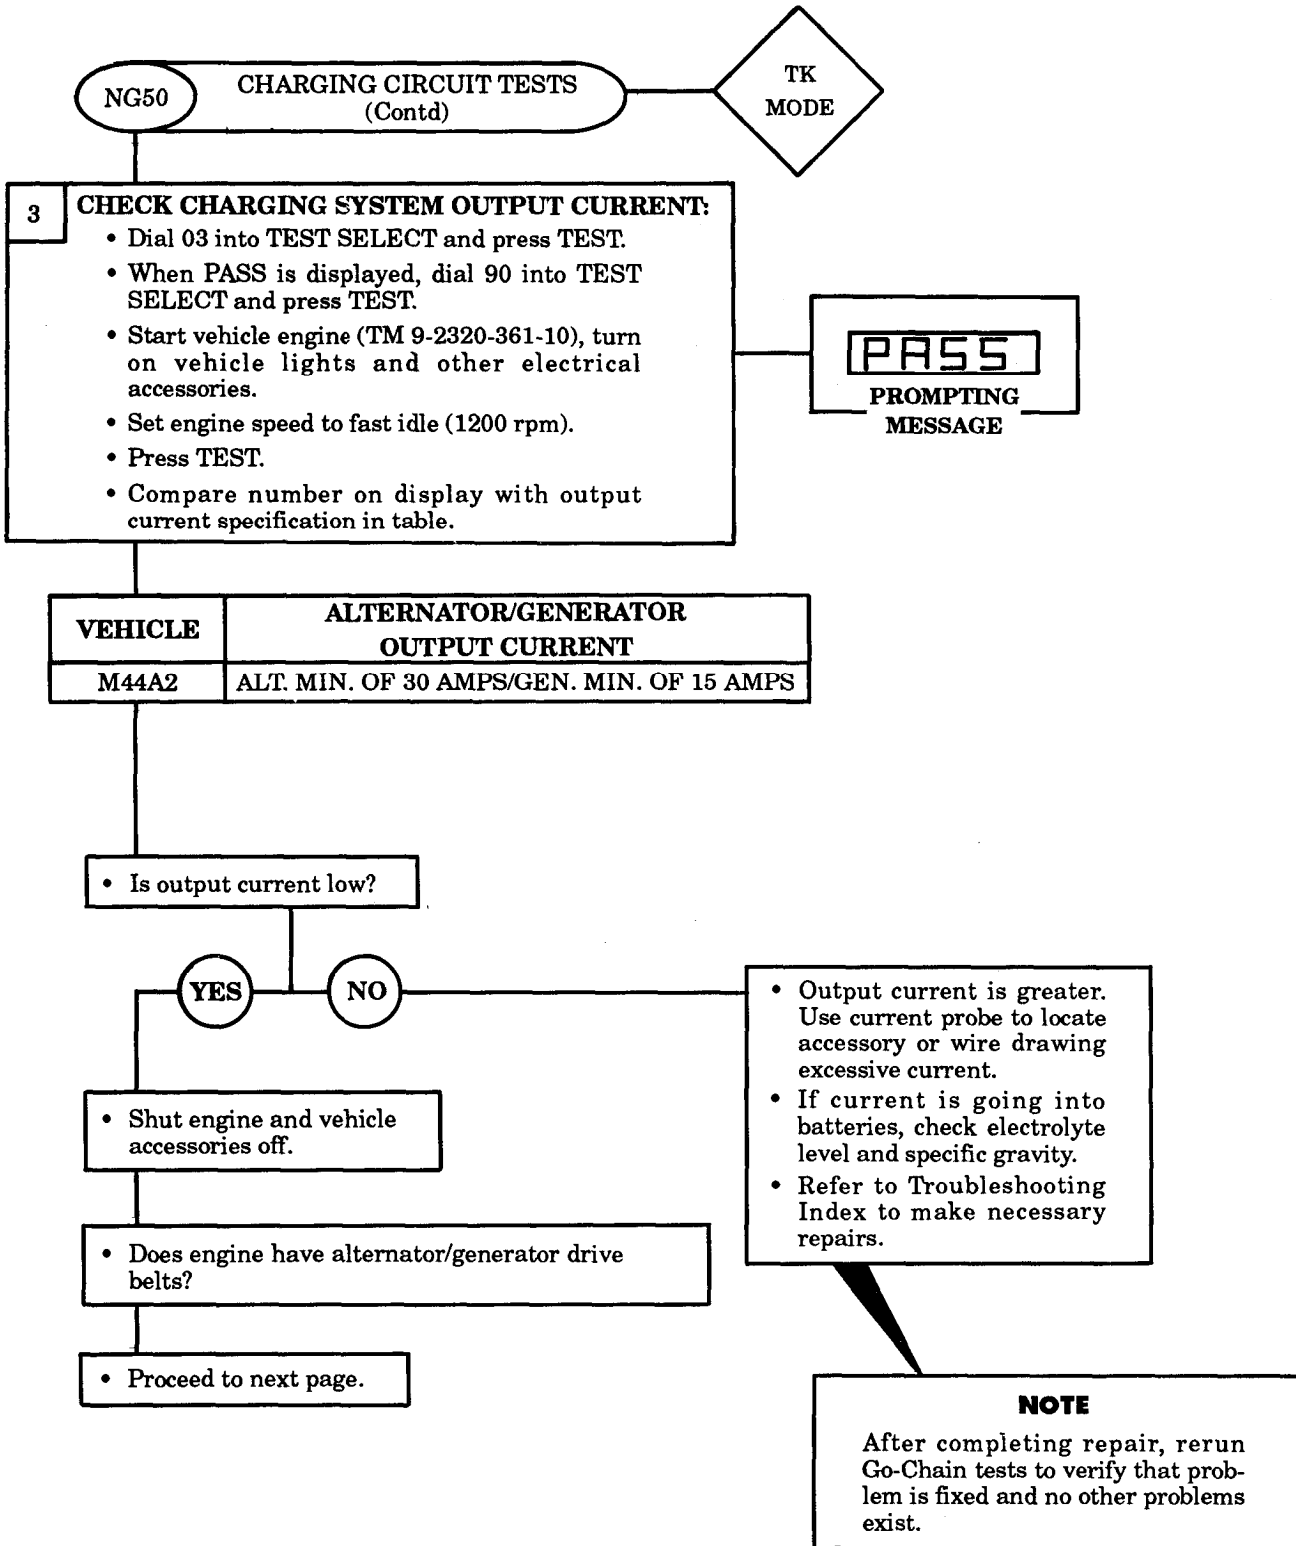 NG50
CHARGING CIRCUIT TESTS
(Contd)
TK
MODE
3
CHECK CHARGING SYSTEM OUTPUT CURRENT:
• Dial 03 into TEST SELECT and press TEST.
• When PASS is displayed, dial 90 into TEST
SELECT and press TEST.
• Start vehicle engine (TM 9-2320-361-10), turn
on vehicle lights and other electrical
accessories.
• Set engine speed to fast idle (1200 rpm).
• Press TEST.
• Compare number on display with output
current specification in table.
PASS
PROMPTING
MESSAGE
VEHICLE
ALTERNATOR/GENERATOR
OUTPUT CURRENT
M44A2
ALT. MIN. OF 30 AMPS/GEN. MIN. OF 15 AMPS
• Is output current low?
YES
NO
• Output current is greater.
Use current probe to locate
accessory or wire drawing
excessive current.
• If current is going into
batteries, check electrolyte
level and specific gravity.
• Refer to Troubleshooting
Index to make necessary
repairs.
• Shut engine and vehicle
accessories off.
• Does engine have alternator/generator drive
belts?
• Proceed to next page.
NOTE
After completing repair, rerun
Go-Chain tests to verify that prob-
lem is fixed and no other problems
exist.